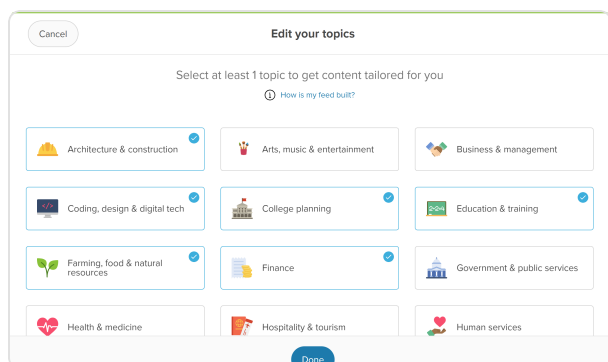 Cancel
Edit your topics
Select at least 1 topic to get content tailored for you
How is my feed built?
Architecture & construction
Arts, music & entertainment
Business & management
Coding, design & digital tech
College planning
Education & training
Farming, food & natural
resources
Finance
Government & public services
Health & medicine
Hospitality & tourism
Human services
Done